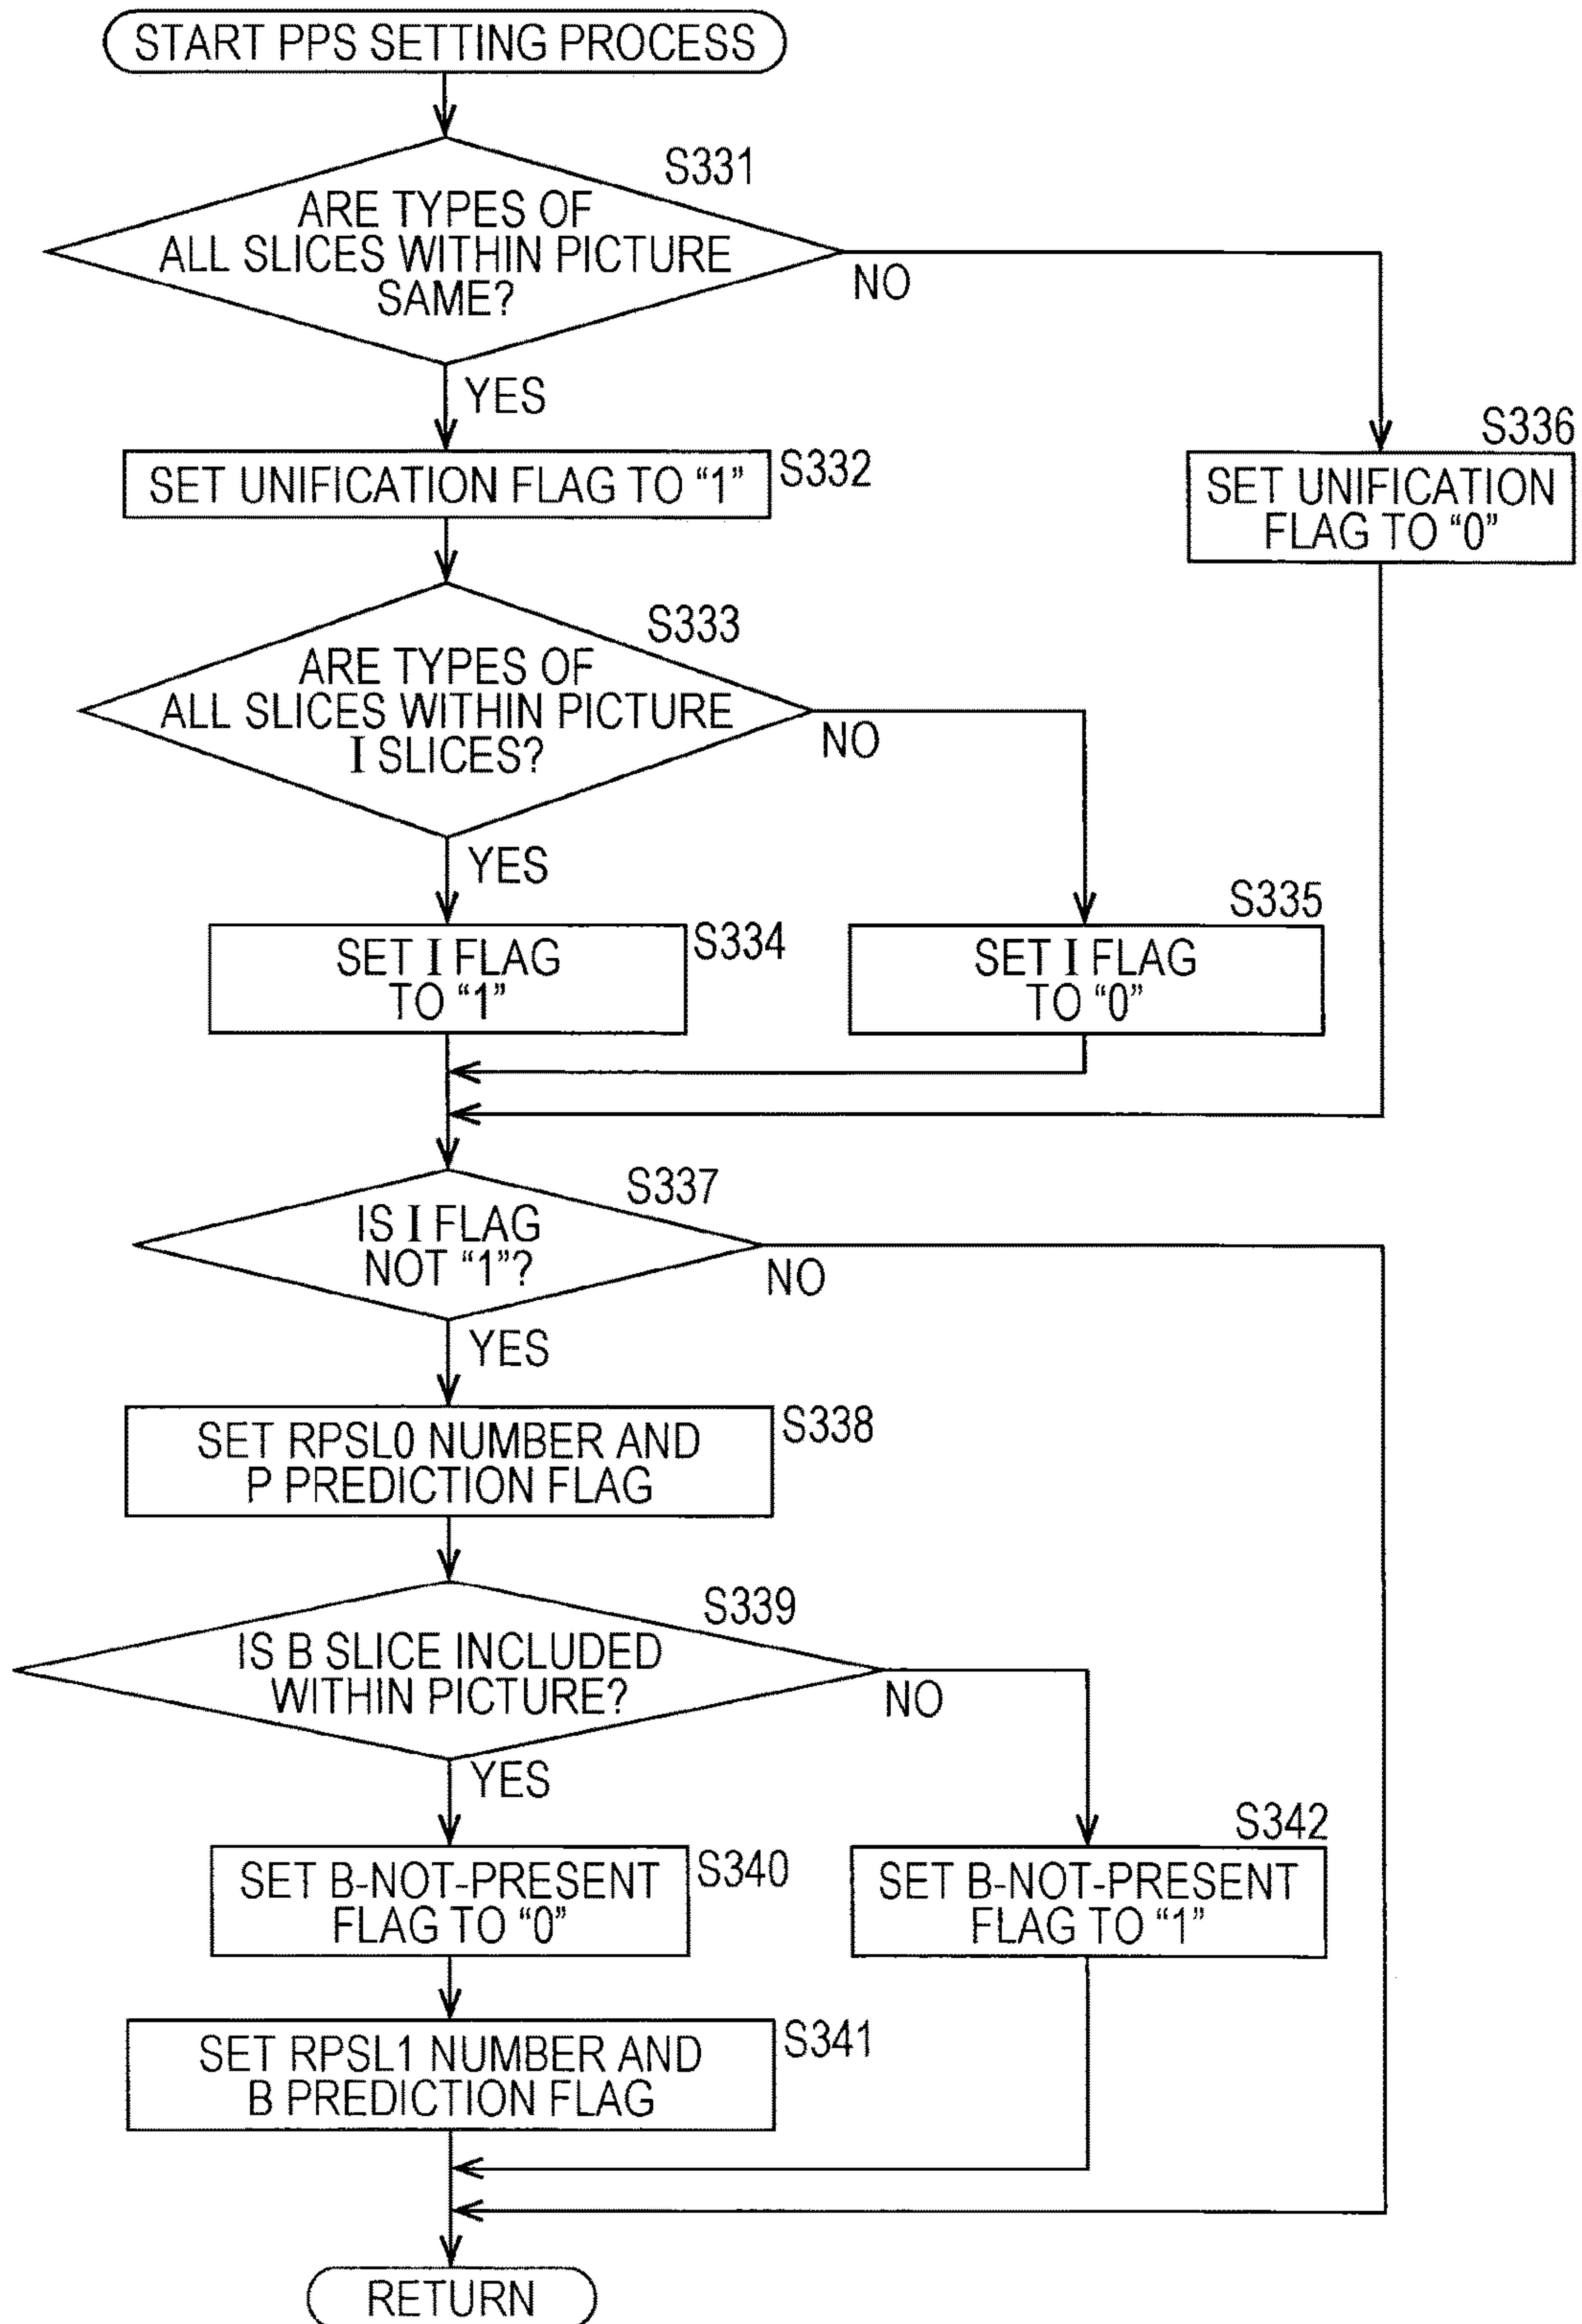 START PPS SETTING PROCESS
S331
ARE TYPES OF
ALL SLICES WITHIN PICTURE
SAME?
NO
YES
S336
SET UNIFICATION FLAG TO “1”
S332
SET UNIFICATION
FLAG TO “0”
S333
ARE TYPES OF
ALL SLICES WITHIN PICTURE
I SLICES?
NO
YES
S335
SET I FLAG
TO “1”
S334
SET I FLAG
TO “0”
S337
IS I FLAG
NOT “1”?
NO
YES
SET RPSL0 NUMBER AND
P PREDICTION FLAG
S338
S339
IS B SLICE INCLUDED
WITHIN PICTURE?
NO
YES
S342
SET B-NOT-PRESENT
FLAG TO “0”
S340
SET B-NOT-PRESENT
FLAG TO “1”
SET RPSL1 NUMBER AND
B PREDICTION FLAG
S341
RETURN